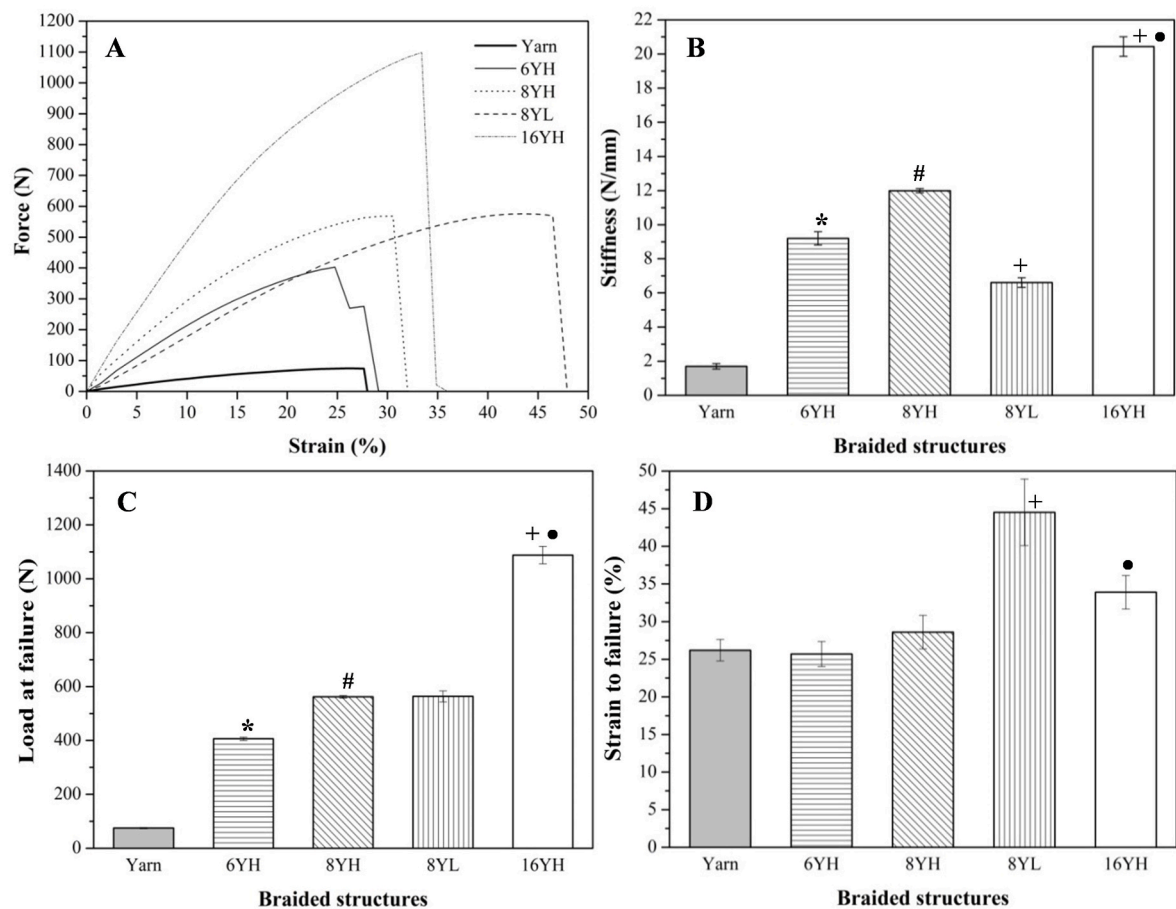 A
Force (N)
1200
1100
1000
900
800
700
600
500
400
300
200
100
0
0 5 10 15 20 25 30 35 40 45 50
Strain (%)
Yarn
6YH
8YH
8YL
16YH
B
Stiffness (N/mm)
22
20
18
16
14
12
10
8
6
4
2
0
* # + + ●
Yarn 6YH 8YH 8YL 16YH
Braided structures
C
Load at failure (N)
1400
1200
1000
800
600
400
200
0
* # + ●
Yarn 6YH 8YH 8YL 16YH
Braided structures
D
Strain to failure (%)
50
45
40
35
30
25
20
15
10
5
0
+ ●
Yarn 6YH 8YH 8YL 16YH
Braided structures